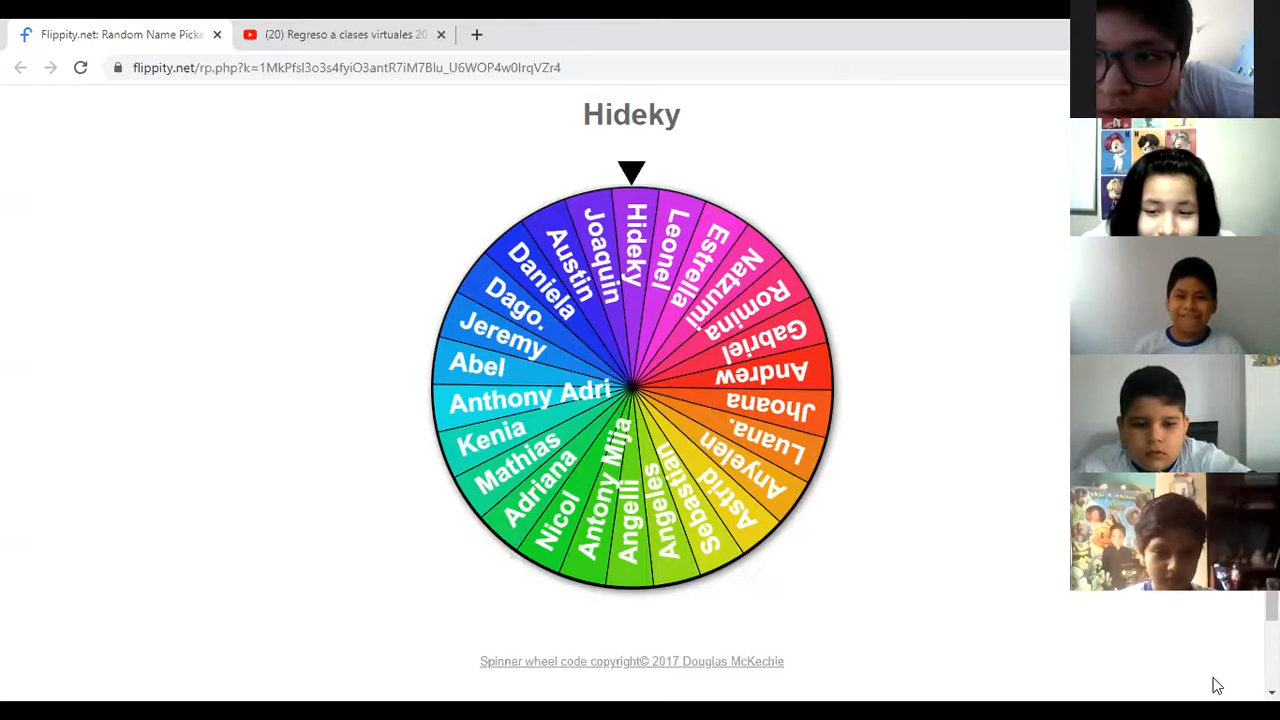 Flippity.net: Random Name Picke
(20) Regreso a clases virtuales 20
flippity.net/rp.php?k=1MkPfsl3o3s4fyiO3antR7iM7Blu_U6WOP4w0IrqVZr4
Hideky
Hideky
Leonel
Estrella
Natzumi.
Romina.
Gabriel
Andrew
Jhoana
Luana.
Anyelen
Astrid
Sebastian
Angeles
Angelli
Antony Mija
Nicol
Adriana
Mathias
Kenia
Anthony Adri
Abel
Jeremy
Dago.
Daniela
Austin
Joaquin
Spinner wheel code copyright© 2017 Douglas McKechie